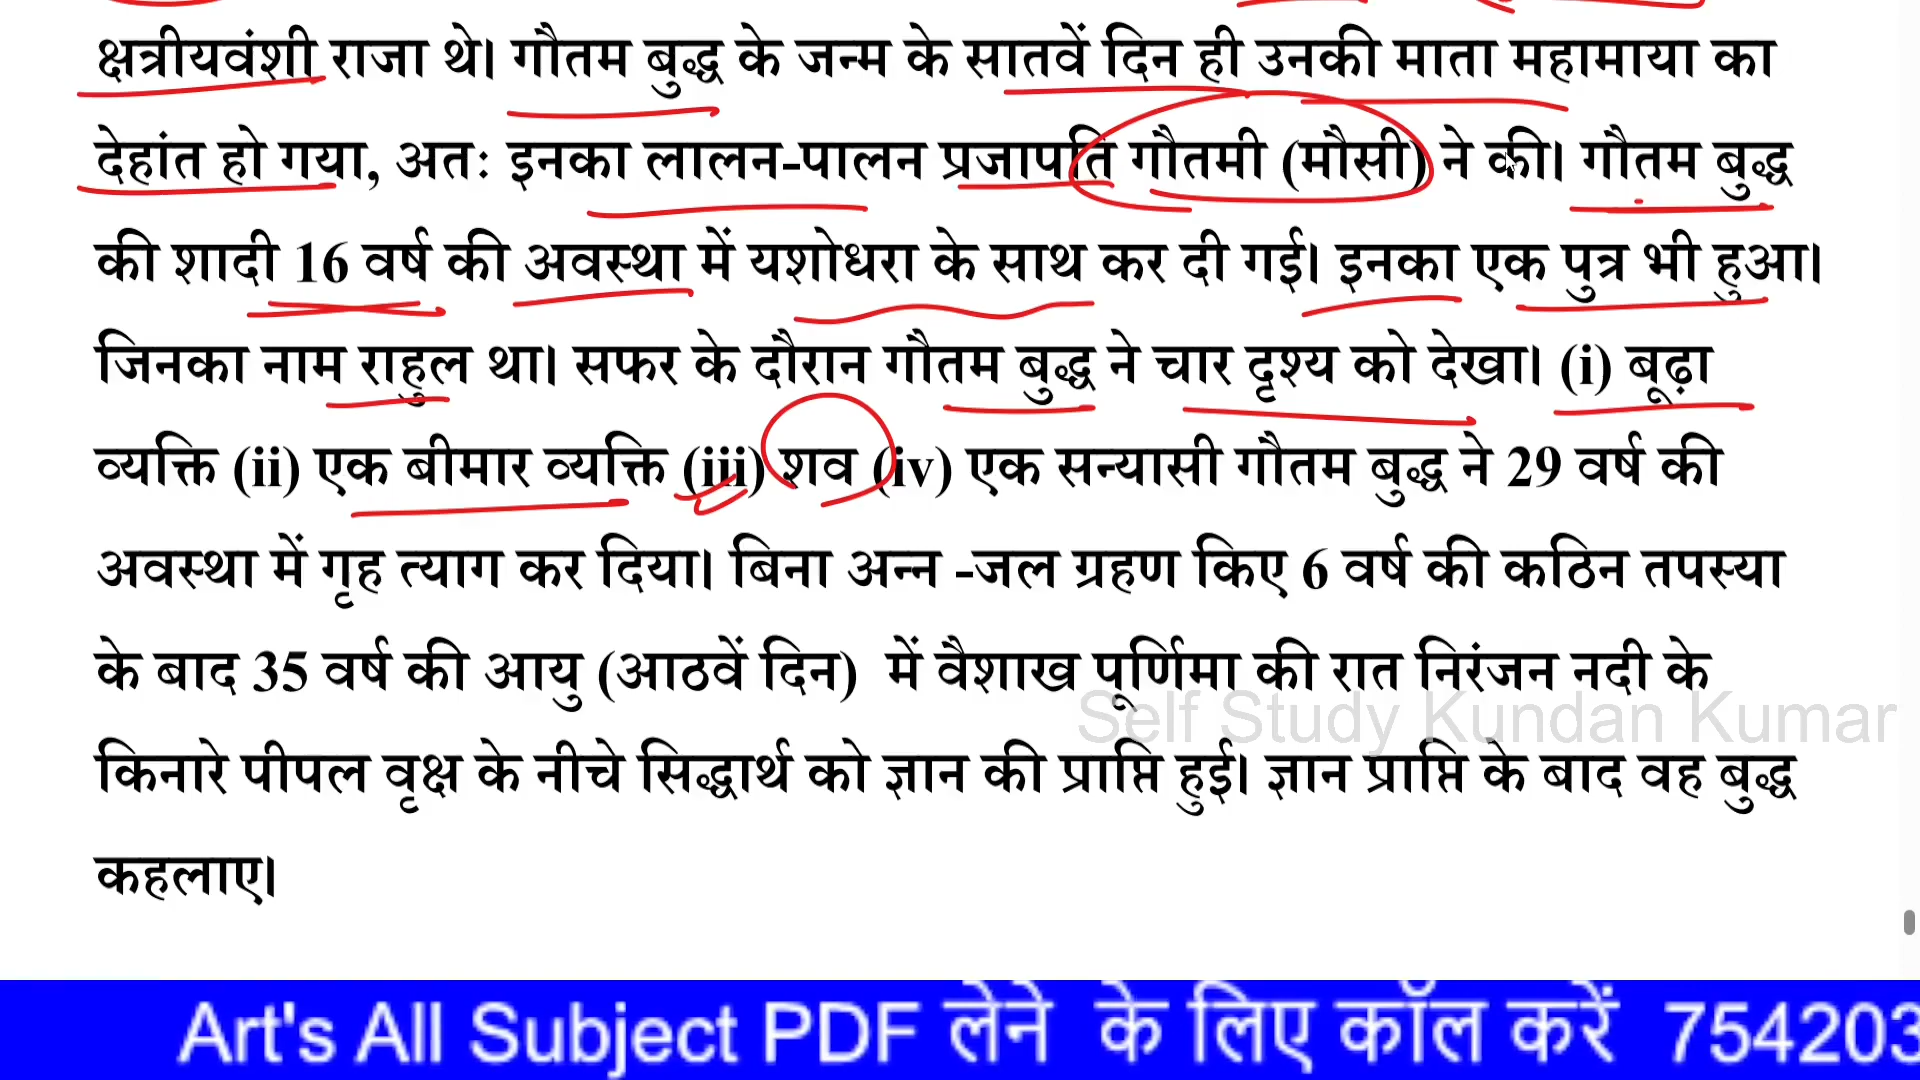 क्षत्रीयवंशी राजा थे। गौतम बुद्ध के जन्म के सातवें दिन ही उनकी माता महामाया का
देहांत हो गया, अतः इनका लालन-पालन प्रजापति गौतमी (मौसी) ने की। गौतम बुद्ध
की शादी 16 वर्ष की अवस्था में यशोधरा के साथ कर दी गई। इनका एक पुत्र भी हुआ।
जिनका नाम राहुल था। सफर के दौरान गौतम बुद्ध ने चार दृश्य को देखा। (i) बूढ़ा
व्यक्ति (ii) एक बीमार व्यक्ति (iii) शव (iv) एक सन्यासी गौतम बुद्ध ने 29 वर्ष की
अवस्था में गृह त्याग कर दिया। बिना अन्न -जल ग्रहण किए 6 वर्ष की कठिन तपस्या
के बाद 35 वर्ष की आयु (आठवें दिन) में वैशाख पूर्णिमा की रात निरंजन नदी के
Self Study Kundan Kumar
किनारे पीपल वृक्ष के नीचे सिद्धार्थ को ज्ञान की प्राप्ति हुई। ज्ञान प्राप्ति के बाद वह बुद्ध
कहलाए।
Art's All Subject PDF लेने के लिए कॉल करें 754203